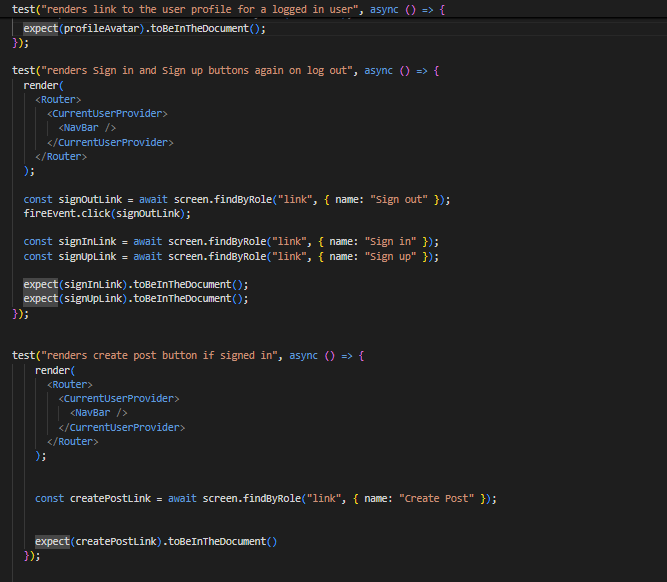 test("renders link to the user profile for a logged in user", async () => {
expect(profileAvatar).toBeInTheDocument();
});
test("renders Sign in and Sign up buttons again on log out", async () => {
render(
<Router>
<CurrentUserProvider>
<NavBar />
</CurrentUserProvider>
</Router>
);
const signOutLink = await screen.findByRole("link", { name: "Sign out" });
fireEvent.click(signOutLink);
const signInLink = await screen.findByRole("link", { name: "Sign in" });
const signUpLink = await screen.findByRole("link", { name: "Sign up" });
expect(signInLink).toBeInTheDocument();
expect(signUpLink).toBeInTheDocument();
});
test("renders create post button if signed in", async () => {
render(
<Router>
<CurrentUserProvider>
<NavBar />
</CurrentUserProvider>
</Router>
);
const createPostLink = await screen.findByRole("link", { name: "Create Post" });
expect(createPostLink).toBeInTheDocument()
});